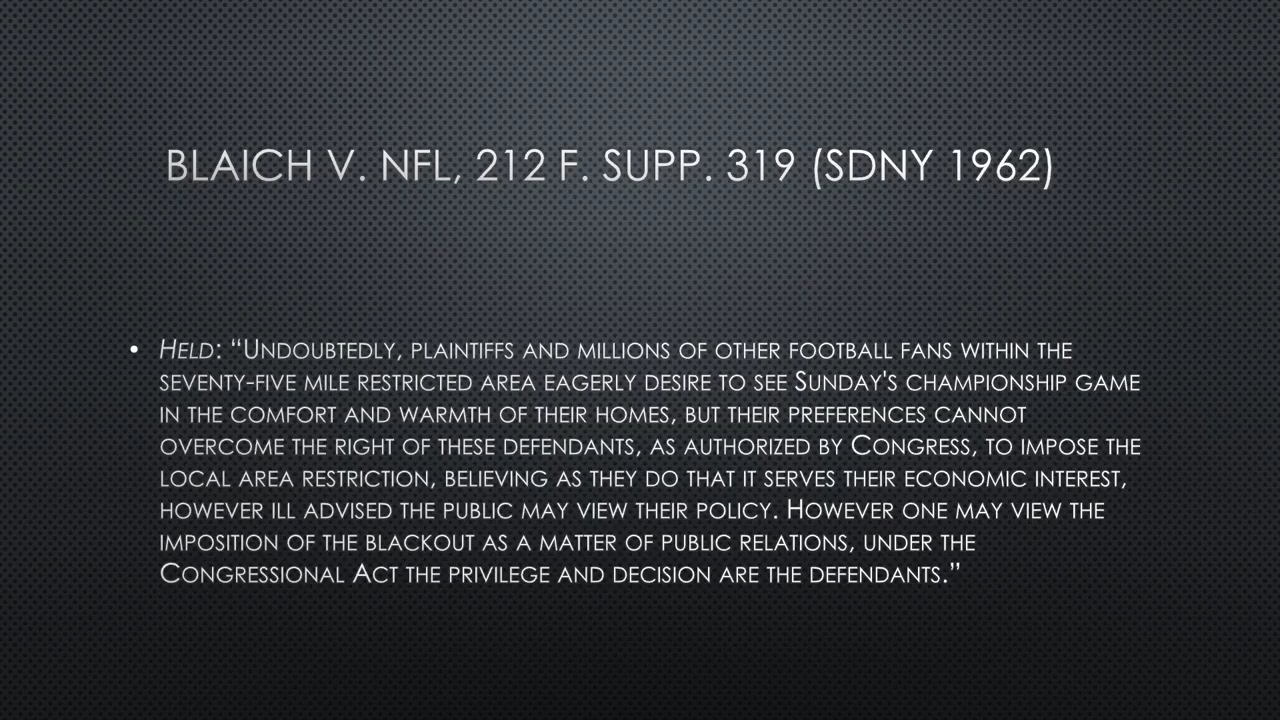 BLAICH V. NFL, 212 F. SUPP. 319 (SDNY 1962)
• HELD: “UNDOUBTEDLY, PLAINTIFFS AND MILLIONS OF OTHER FOOTBALL FANS WITHIN THE
SEVENTY-FIVE MILE RESTRICTED AREA EAGERLY DESIRE TO SEE SUNDAY'S CHAMPIONSHIP GAME
IN THE COMFORT AND WARMTH OF THEIR HOMES, BUT THEIR PREFERENCES CANNOT
OVERCOME THE RIGHT OF THESE DEFENDANTS, AS AUTHORIZED BY CONGRESS, TO IMPOSE THE
LOCAL AREA RESTRICTION, BELIEVING AS THEY DO THAT IT SERVES THEIR ECONOMIC INTEREST,
HOWEVER ILL ADVISED THE PUBLIC MAY VIEW THEIR POLICY. HOWEVER ONE MAY VIEW THE
IMPOSITION OF THE BLACKOUT AS A MATTER OF PUBLIC RELATIONS, UNDER THE
CONGRESSIONAL ACT THE PRIVILEGE AND DECISION ARE THE DEFENDANTS.”